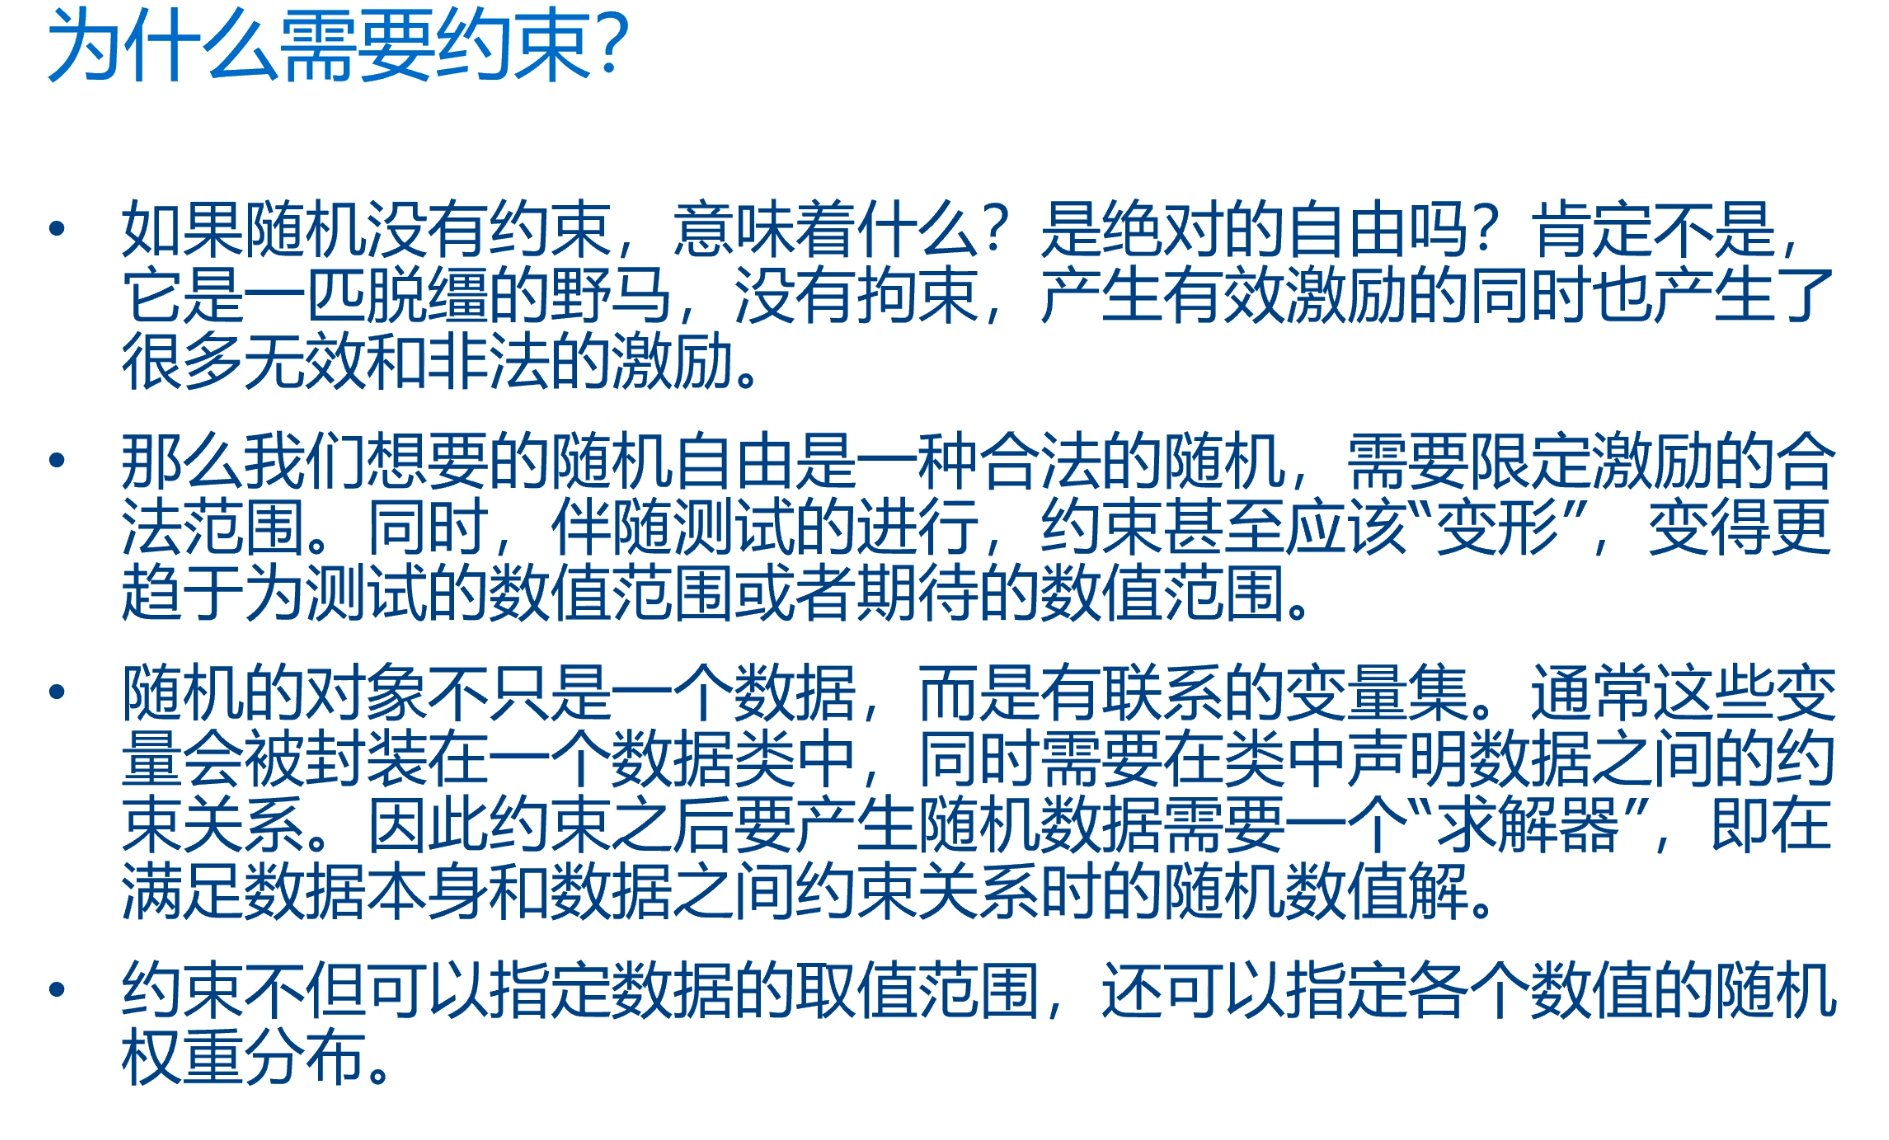 为什么需要约束？
• 如果随机没有约束，意味着什么？是绝对的自由吗？肯定不是，
它是一匹脱缰的野马，没有拘束，产生有效激励的同时也产生了
很多无效和非法的激励。
• 那么我们想要的随机自由是一种合法的随机，需要限定激励的合
法范围。同时，伴随测试的进行，约束甚至应该“变形”，变得更
趋于为测试的数值范围或者期待的数值范围。
• 随机的对象不只是一个数据，而是有联系的变量集。通常这些变
量会被封装在一个数据类中，同时需要在类中声明数据之间的约
束关系。因此约束之后要产生随机数据需要一个“求解器”，即在
满足数据本身和数据之间约束关系时的随机数值解。
• 约束不但可以指定数据的取值范围，还可以指定各个数值的随机
权重分布。